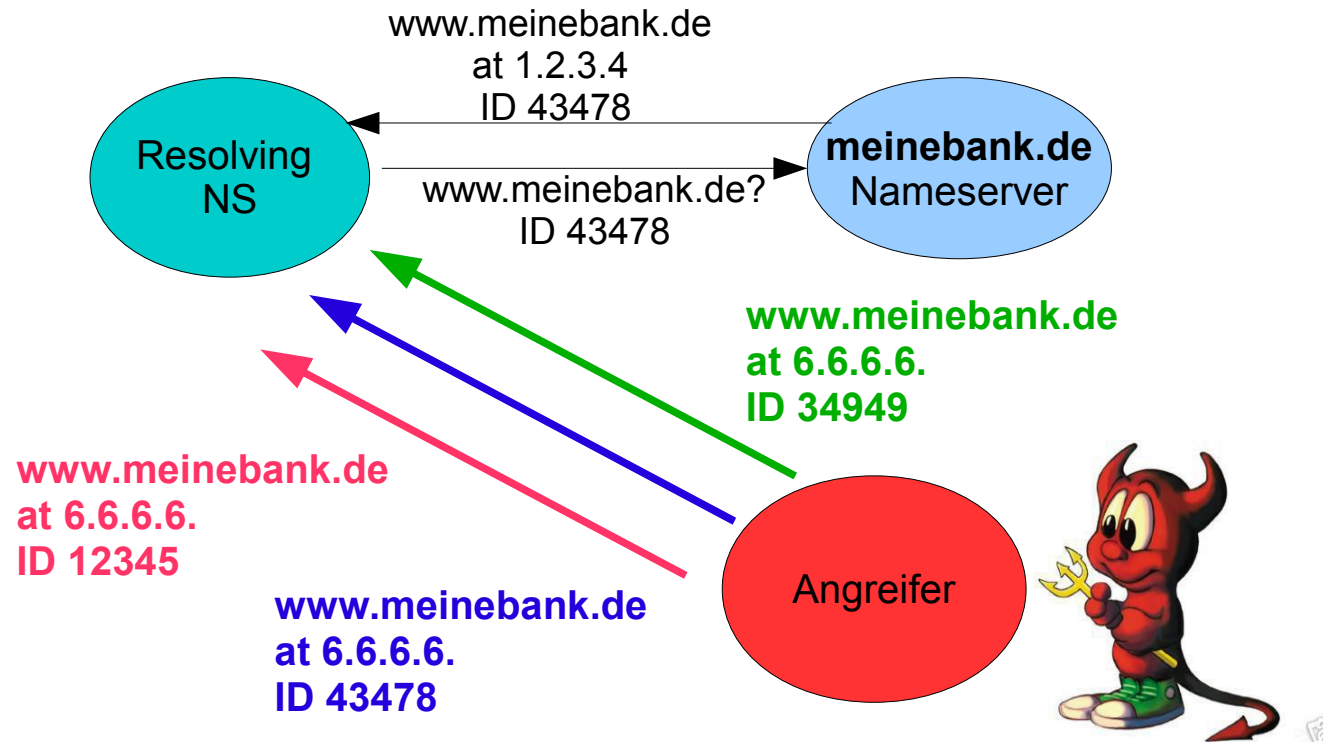 www.meinebank.de
at 1.2.3.4
ID 43478
Resolving
NS
meinebank.de
Nameserver
www.meinebank.de?
ID 43478
www.meinebank.de
at 6.6.6.6.
ID 34949
www.meinebank.de
at 6.6.6.6.
ID 12345
www.meinebank.de
at 6.6.6.6.
ID 43478
Angreifer